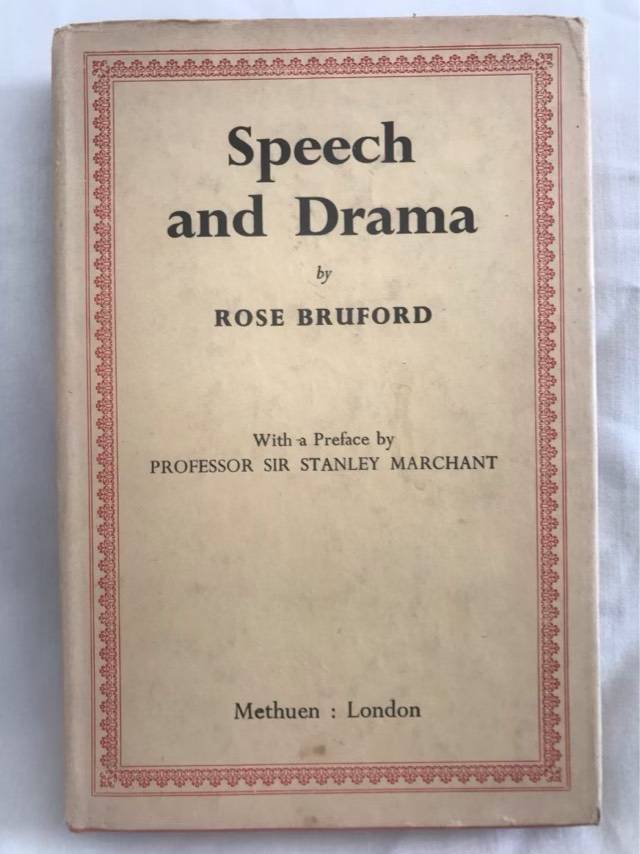 Speech
and Drama
by
ROSE BRUFORD
With a Preface by
PROFESSOR SIR STANLEY MARCHANT
Methuen : London